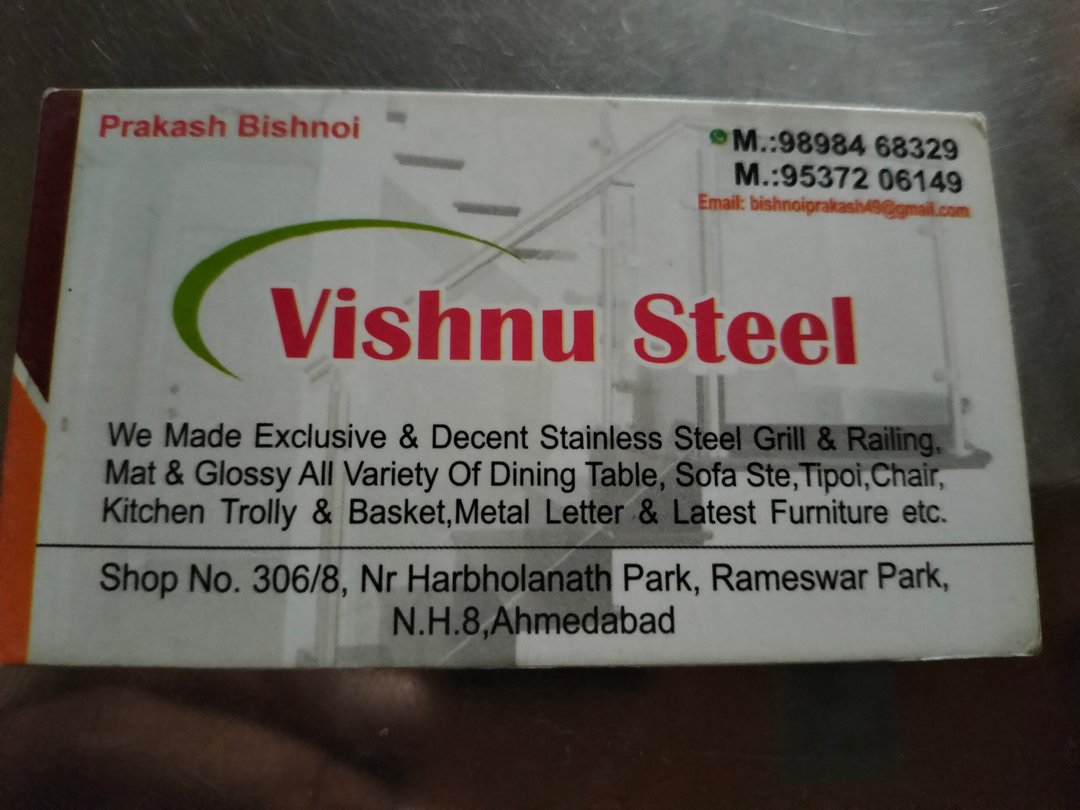 Prakash Bishnoi
M.:98984 68329
M.:95372 06149
Email: bishnoiprakash49@gmail.com
Vishnu Steel
We Made Exclusive & Decent Stainless Steel Grill & Railing,
Mat & Glossy All Variety Of Dining Table, Sofa Ste,Tipoi,Chair,
Kitchen Trolly & Basket,Metal Letter & Latest Furniture etc.
Shop No. 306/8, Nr Harbholanath Park, Rameswar Park,
N.H.8,Ahmedabad